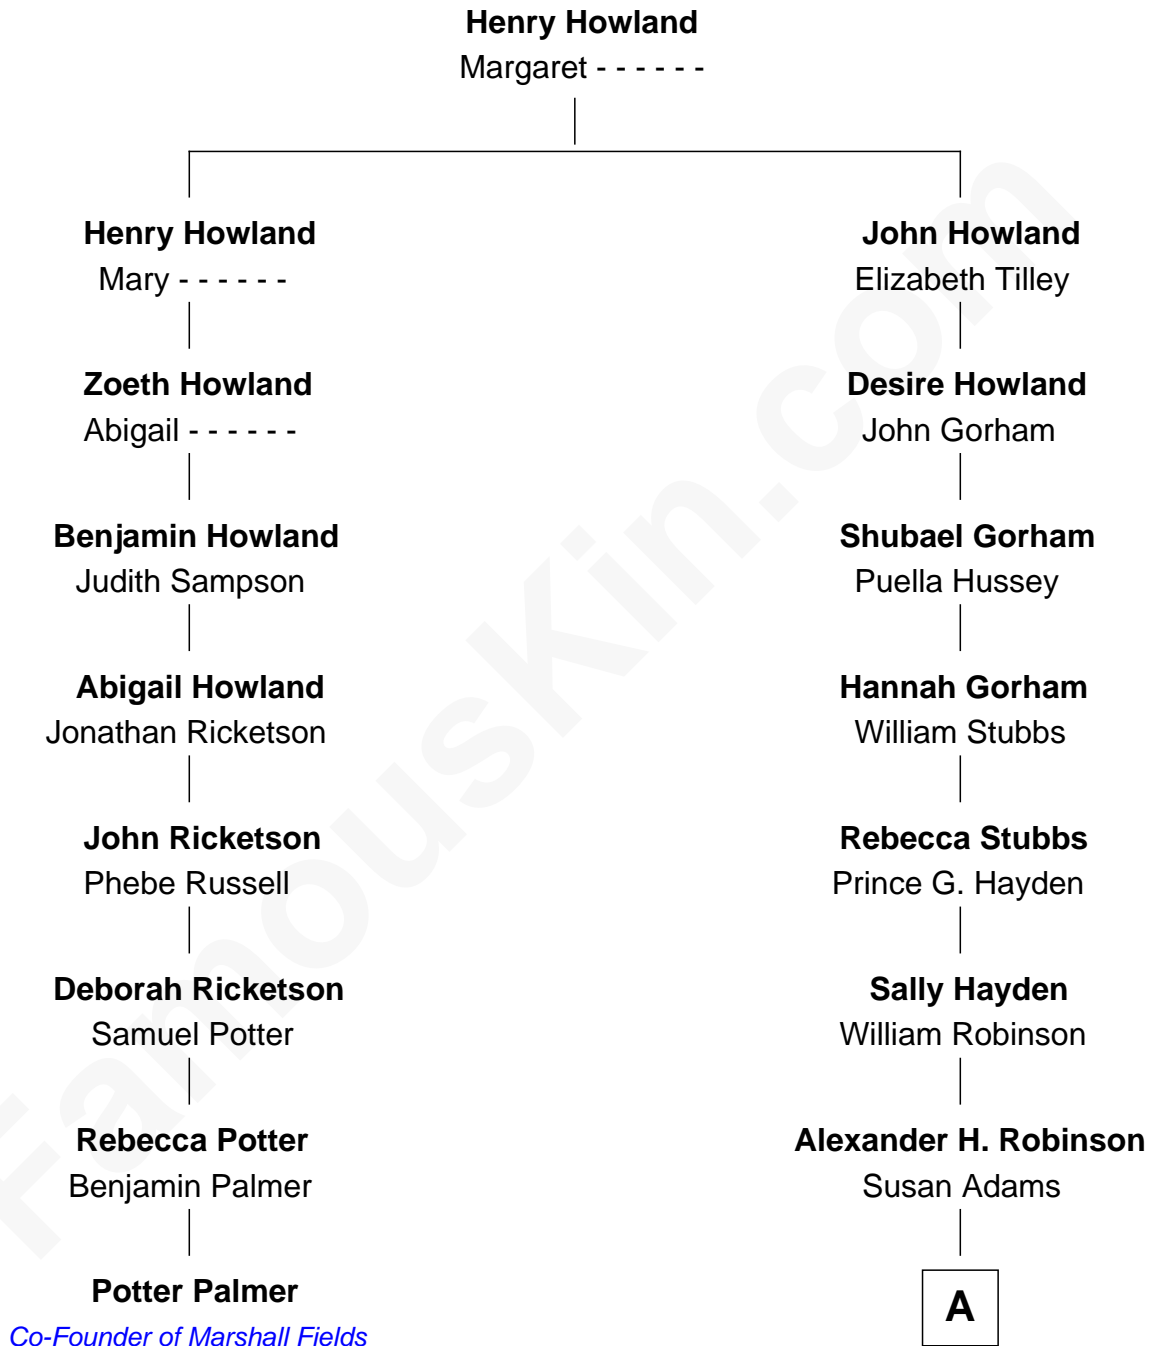 Henry Howland
Margaret - - - - - -
Henry Howland
Mary - - - - - -
John Howland
Elizabeth Tilley
Zoeth Howland
Abigail - - - - - -
Desire Howland
John Gorham
Benjamin Howland
Judith Sampson
Shubael Gorham
Puella Hussey
Abigail Howland
Jonathan Ricketson
Hannah Gorham
William Stubbs
John Ricketson
Phebe Russell
Rebecca Stubbs
Prince G. Hayden
Deborah Ricketson
Samuel Potter
Sally Hayden
William Robinson
Rebecca Potter
Benjamin Palmer
Alexander H. Robinson
Susan Adams
Potter Palmer
Co-Founder of Marshall Fields
A
FamousKin.com